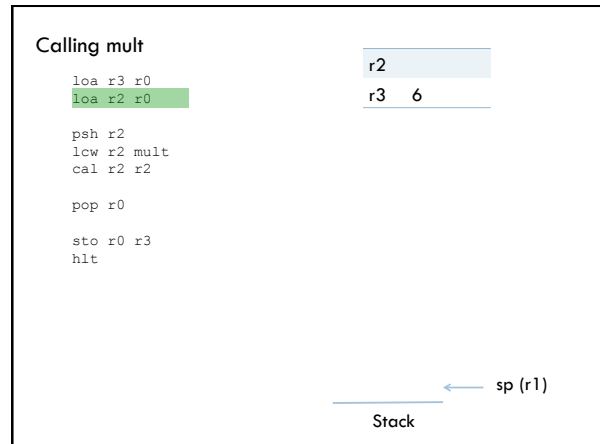 Calling mult
loa r3 r0
loa r2 r0
psh r2
lcw r2 mult
cal r2 r2
pop r0
sto r0 r3
hlt
r2
r3 6
sp (r1)
Stack